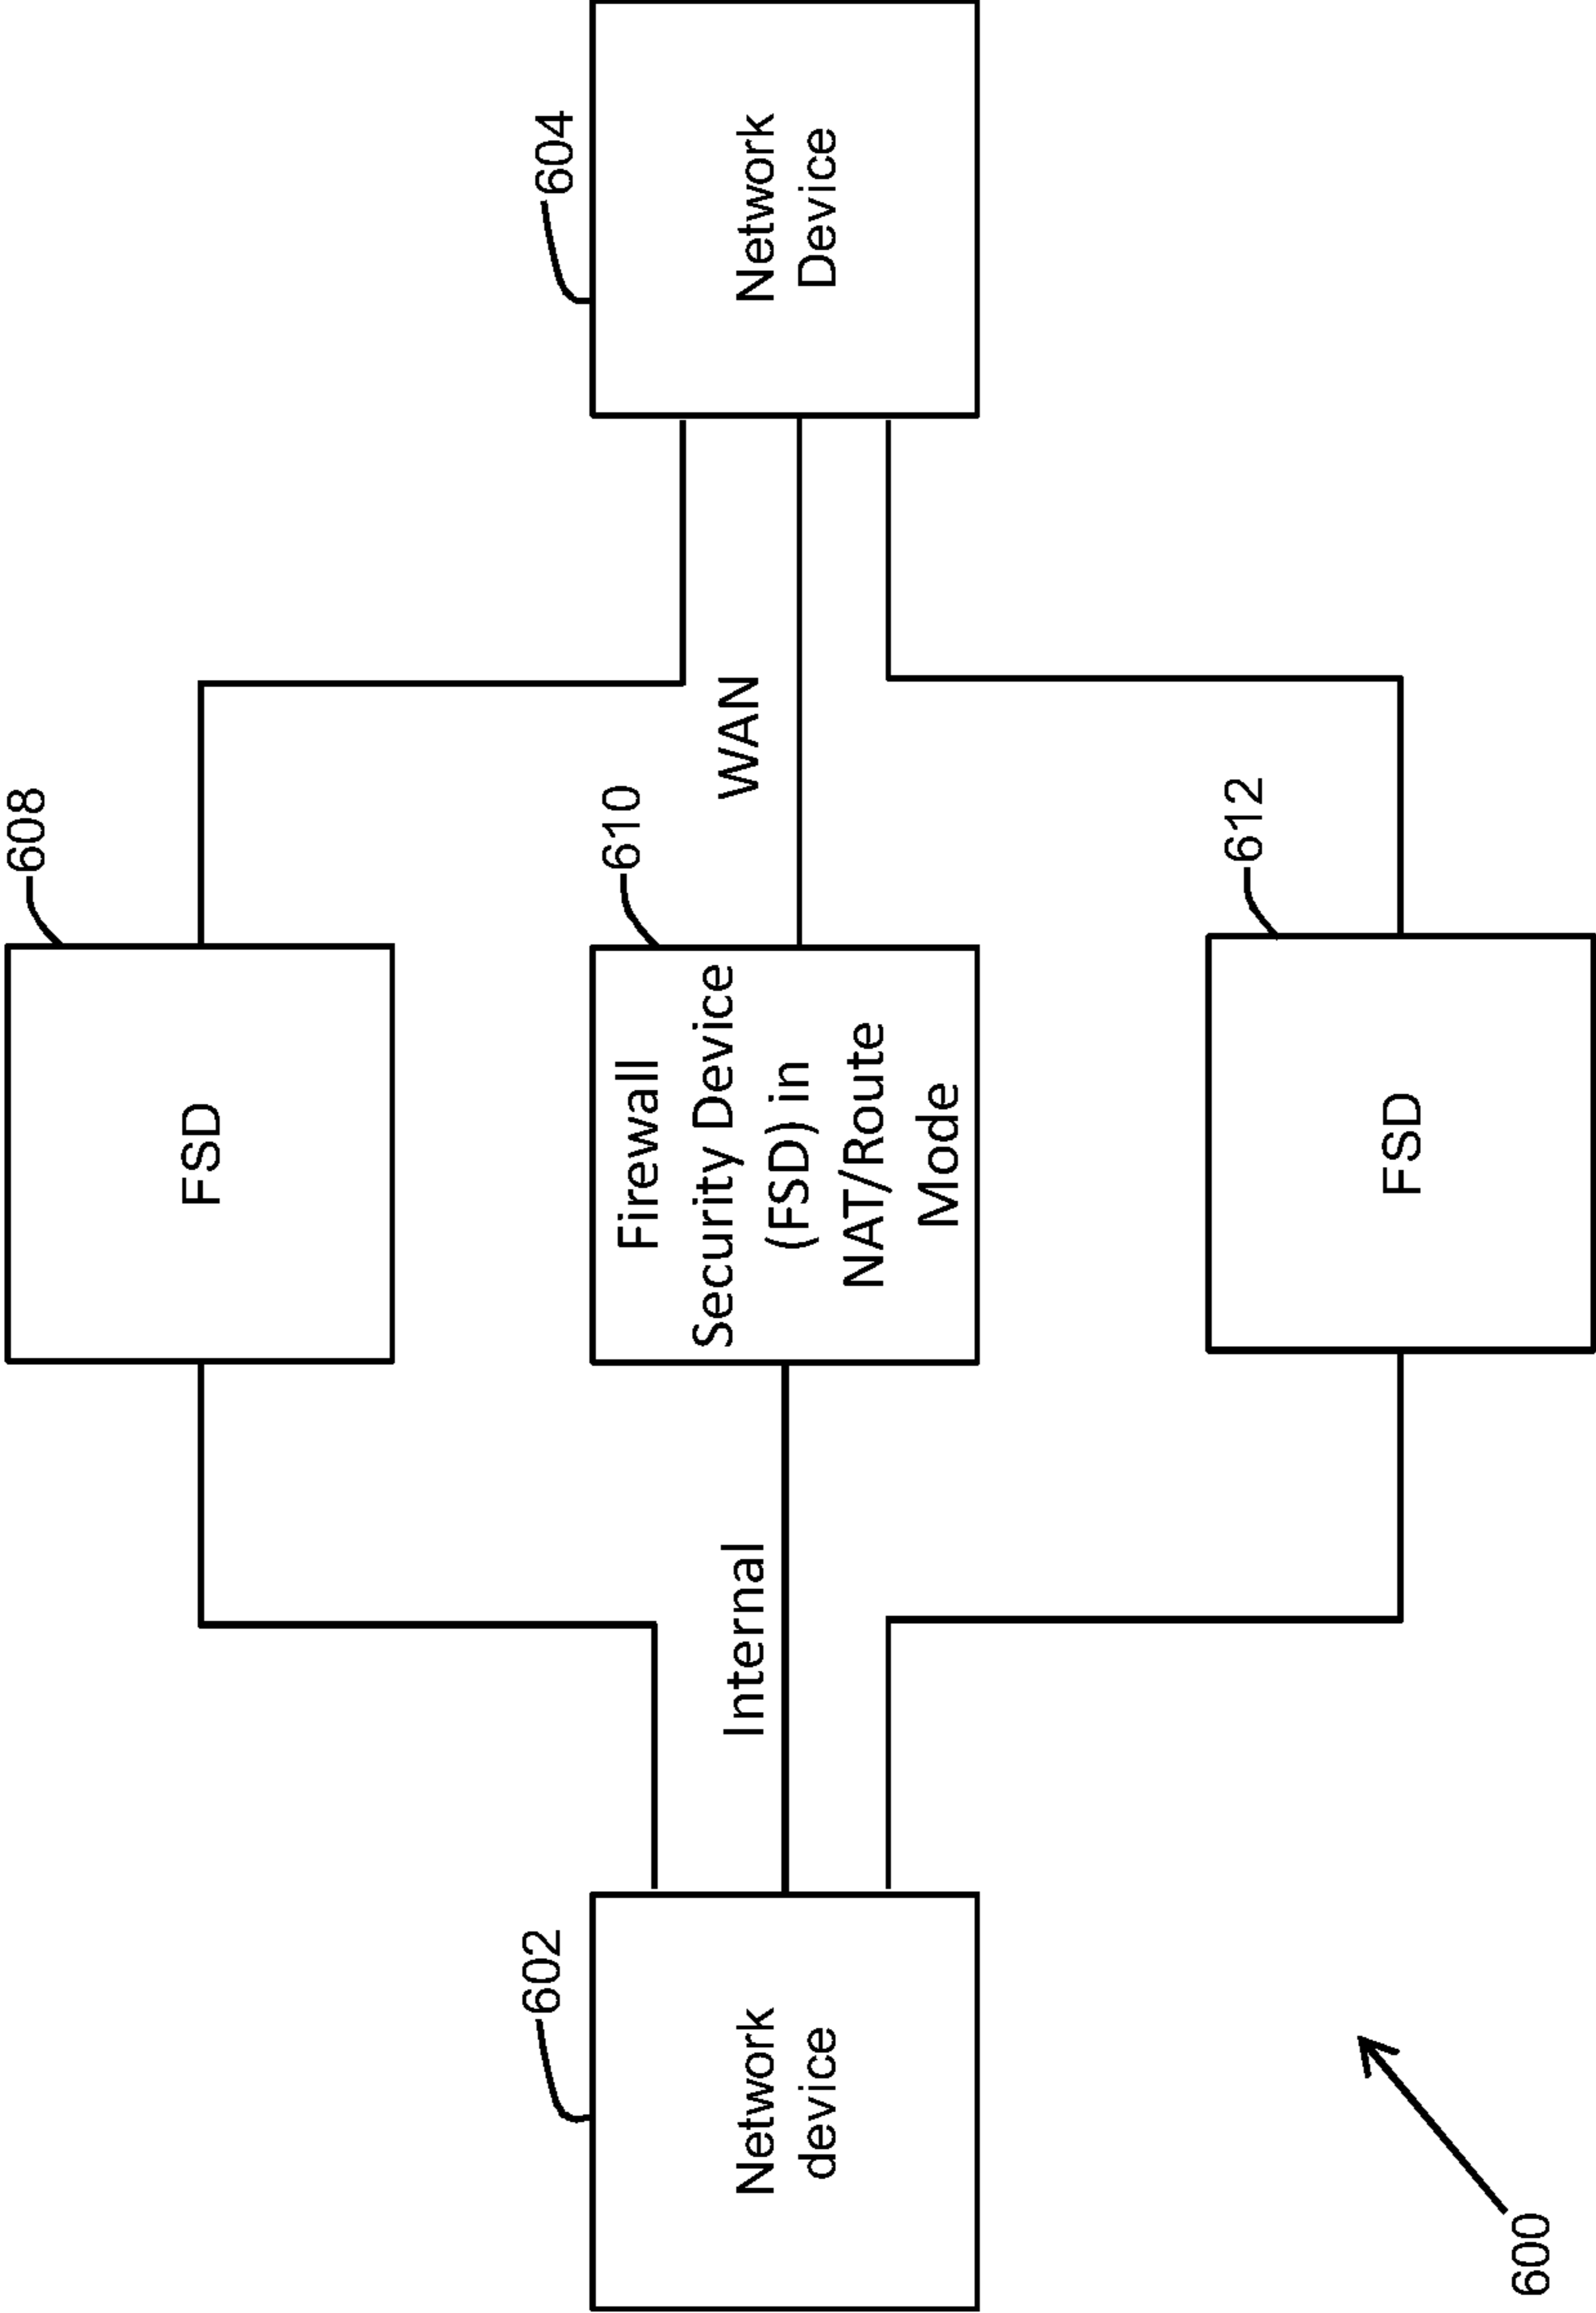 608
FSD
602
Network
device
Internal
610
Firewall
Security Device
(FSD) in
NAT/Route
Mode
WAN
604
Network
Device
612
FSD
600